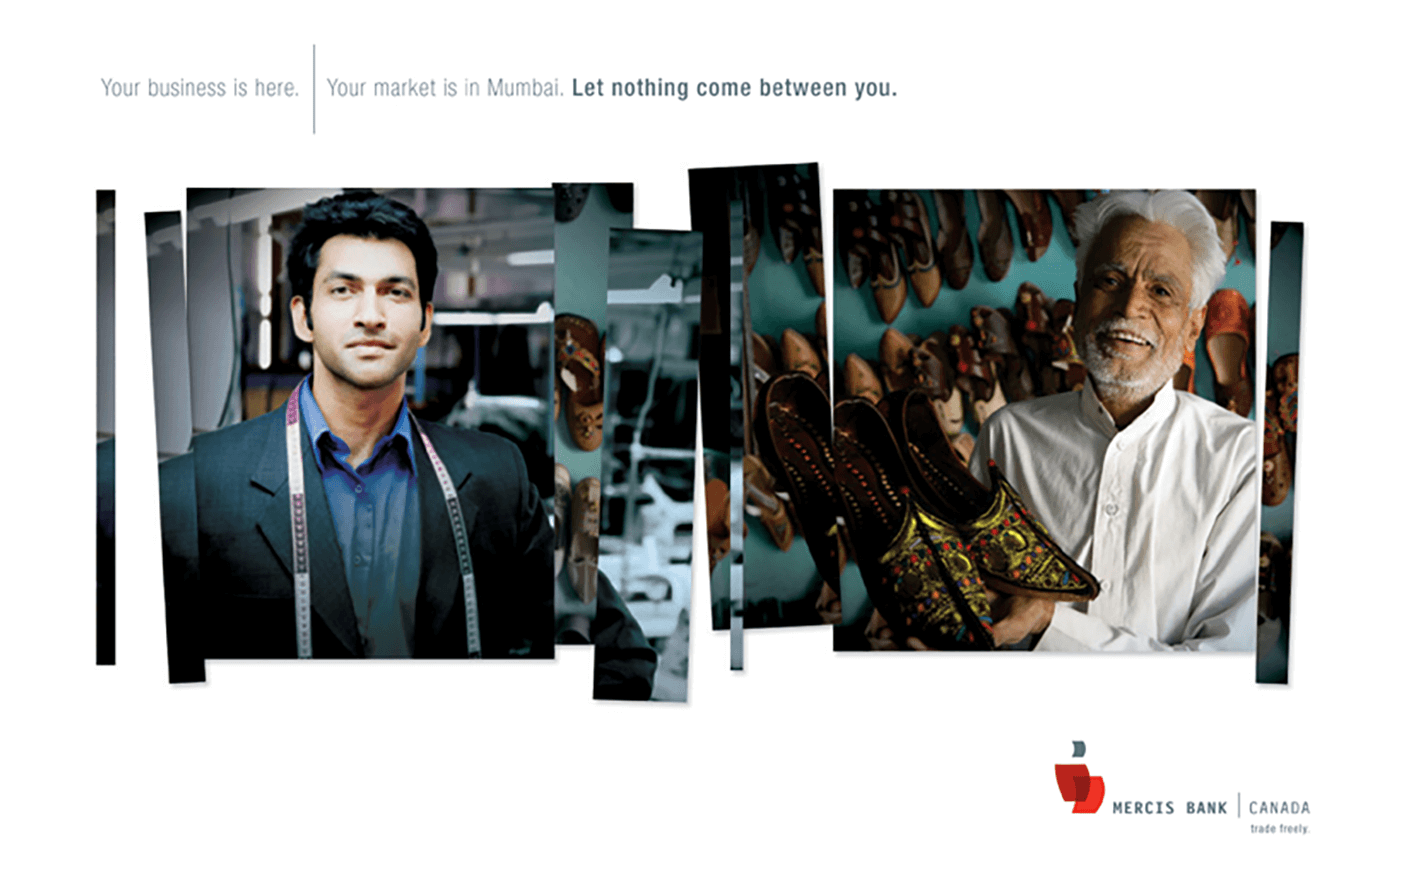 Your business is here. Your market is in Mumbai. Let nothing come between you.
MERCIS BANK CANADA
trade freely.